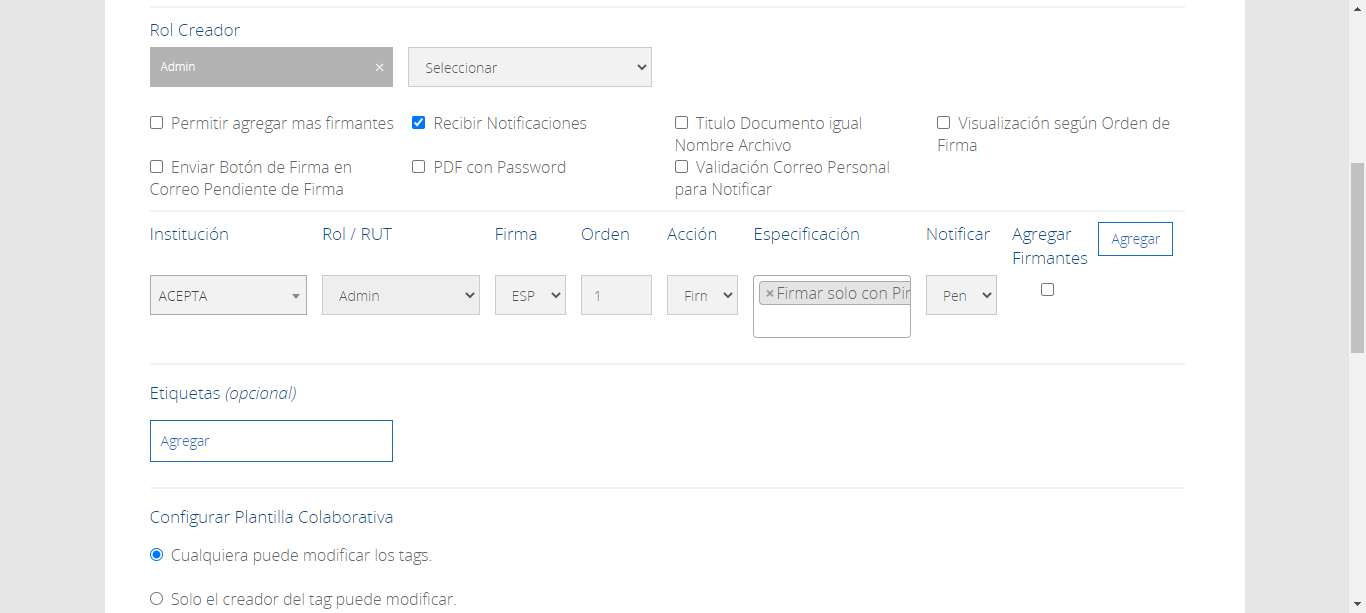 Rol Creador
Admin × Seleccionar
Permitir agregar mas firmantes
Recibir Notificaciones
Titulo Documento igual
Nombre Archivo
Visualización según Orden de
Firma
Enviar Botón de Firma en
Correo Pendiente de Firma
PDF con Password
Validación Correo Personal
para Notificar
Institución Rol / RUT Firma Orden Acción Especificación Notificar Agregar
Firmantes
Agregar
ACEPTA Admin ESP 1 Firn ×Firmar solo con Pin Pen
Etiquetas (opcional)
Agregar
Configurar Plantilla Colaborativa
Cualquiera puede modificar los tags.
Solo el creador del tag puede modificar.